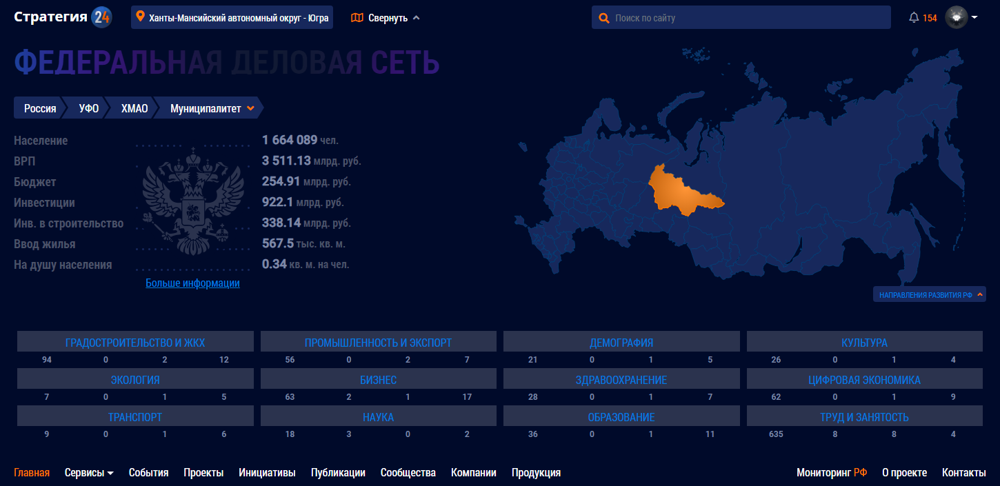 Стратегия 24
Ханты-Мансийский автономный округ - Югра
Свернуть
Поиск по сайту
154
ФЕДЕРАЛЬНАЯ ДЕЛОВАЯ СЕТЬ
Россия УФО ХМАО Муниципалитет
Население 1 664 089 чел.
ВРП 3 511.13 млрд. руб.
Бюджет 254.91 млрд. руб.
Инвестиции 922.1 млрд. руб.
Инв. в строительство 338.14 млрд. руб.
Ввод жилья 567.5 тыс. кв. м.
На душу населения 0.34 кв. м. на чел.
Больше информации
НАПРАВЛЕНИЯ РАЗВИТИЯ РФ
ГРАДОСТРОИТЕЛЬСТВО И ЖКХ ПРОМЫШЛЕННОСТЬ И ЭКСПОРТ ДЕМОГРАФИЯ КУЛЬТУРА
94 0 2 12 56 0 2 7 21 0 1 5 26 0 1 4
ЭКОЛОГИЯ БИЗНЕС ЗДРАВООХРАНЕНИЕ ЦИФРОВАЯ ЭКОНОМИКА
7 0 1 5 63 2 1 17 28 0 1 7 62 0 1 9
ТРАНСПОРТ НАУКА ОБРАЗОВАНИЕ ТРУД И ЗАНЯТОСТЬ
9 0 1 6 18 3 0 2 36 0 1 11 635 8 8 4
Главная Сервисы События Проекты Инициативы Публикации Сообщества Компании Продукция Мониторинг РФ О проекте Контакты